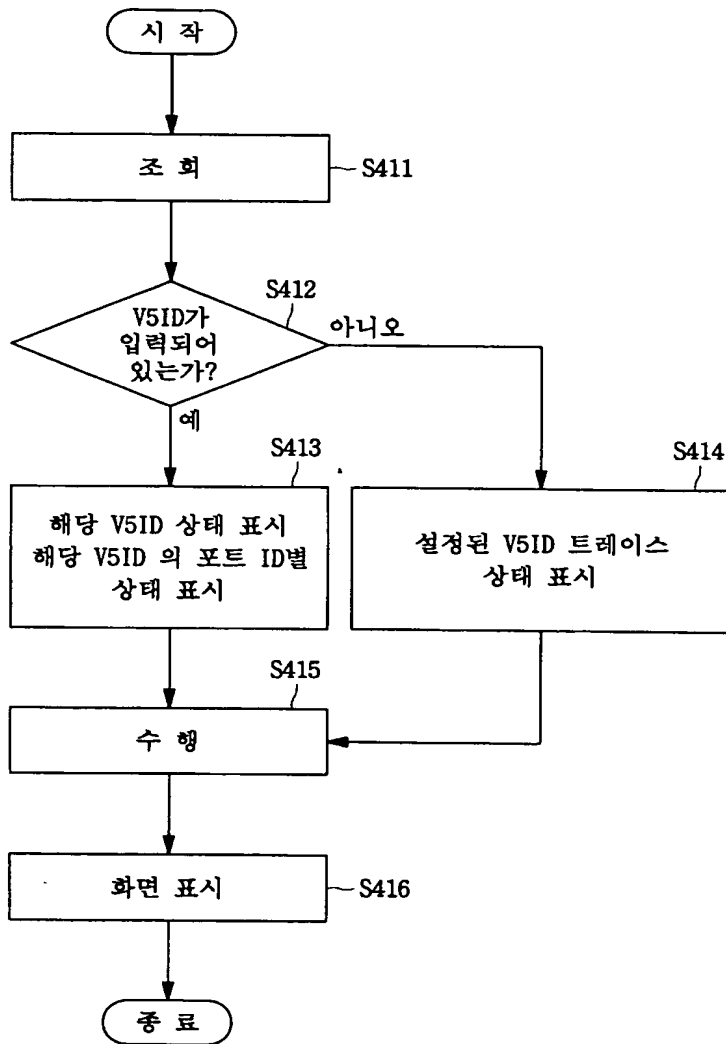 시 작
조 회
S411
S412
V5ID가
입력되어
있는가?
아니오
예
S413
해당 V5ID 상태 표시
해당 V5ID 의 포트 ID별
상태 표시
S414
설정된 V5ID 트레이스
상태 표시
S415
수 행
화면 표시
S416
종 료